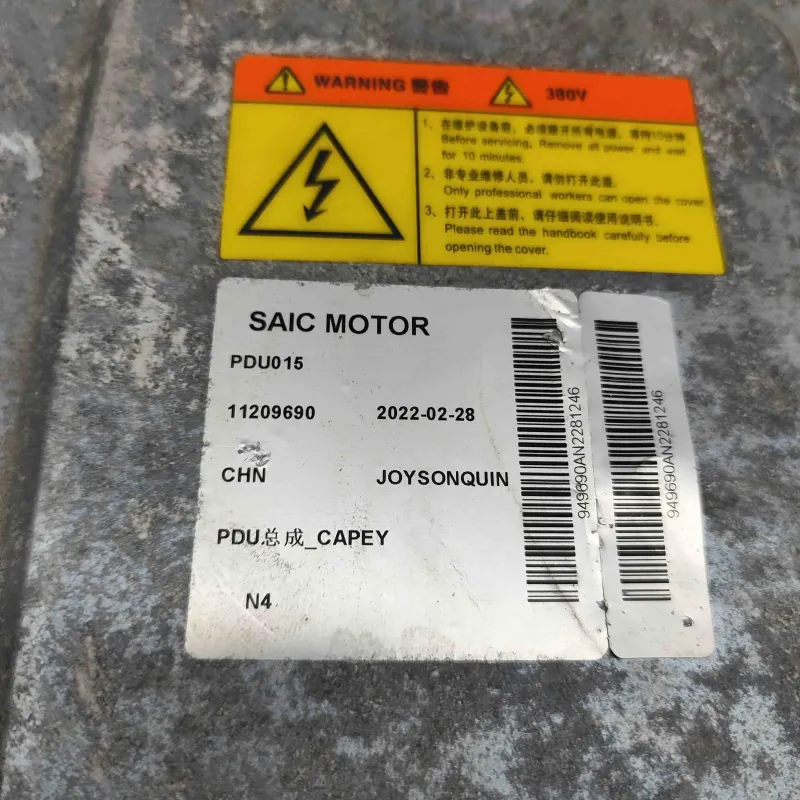 WARNING 警告 380V
1、在维护设备前，必须断开所有电源，等待10分钟
Before servicing, Remove all power and wait
for 10 minutes.
2、非专业维修人员，请勿打开此盖.
Only professional workers can open the cover.
3、打开此上盖前，请仔细阅读使用说明书.
Please read the handbook carefully before
opening the cover.
SAIC MOTOR
PDU015
11209690 2022-02-28
CHN JOYSONQUIN
PDU总成_CAPEY
N4
949690AN2281246
949690AN2281246